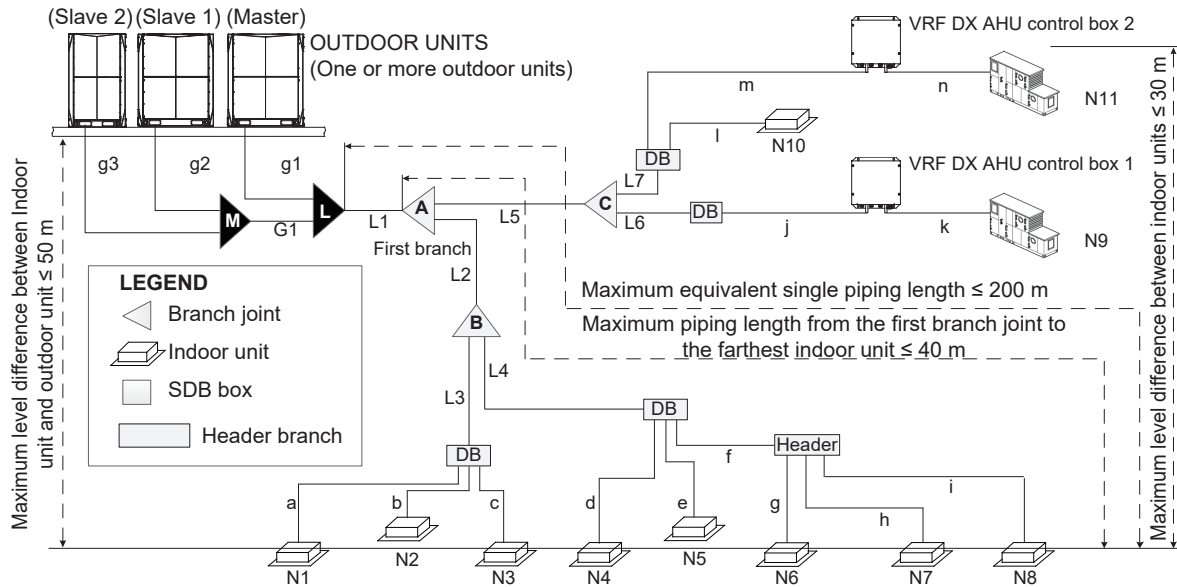 (Slave 2) (Slave 1) (Master)
OUTDOOR UNITS
(One or more outdoor units)
g3
g2
g1
M
G1
L
L1
A
First branch
L5
L2
B
L3
L4
C
L7
L6
DB
DB
m
l
N10
VRF DX AHU control box 2
n
N11
VRF DX AHU control box 1
j
k
N9
Maximum level difference between Indoor
unit and outdoor unit ≤ 50 m
Maximum level difference between indoor units ≤ 30 m
Maximum equivalent single piping length ≤ 200 m
Maximum piping length from the first branch joint to
the farthest indoor unit ≤ 40 m
LEGEND
Branch joint
Indoor unit
SDB box
Header branch
DB
DB
Header
f
a
b
c
d
e
g
h
i
N1
N2
N3
N4
N5
N6
N7
N8